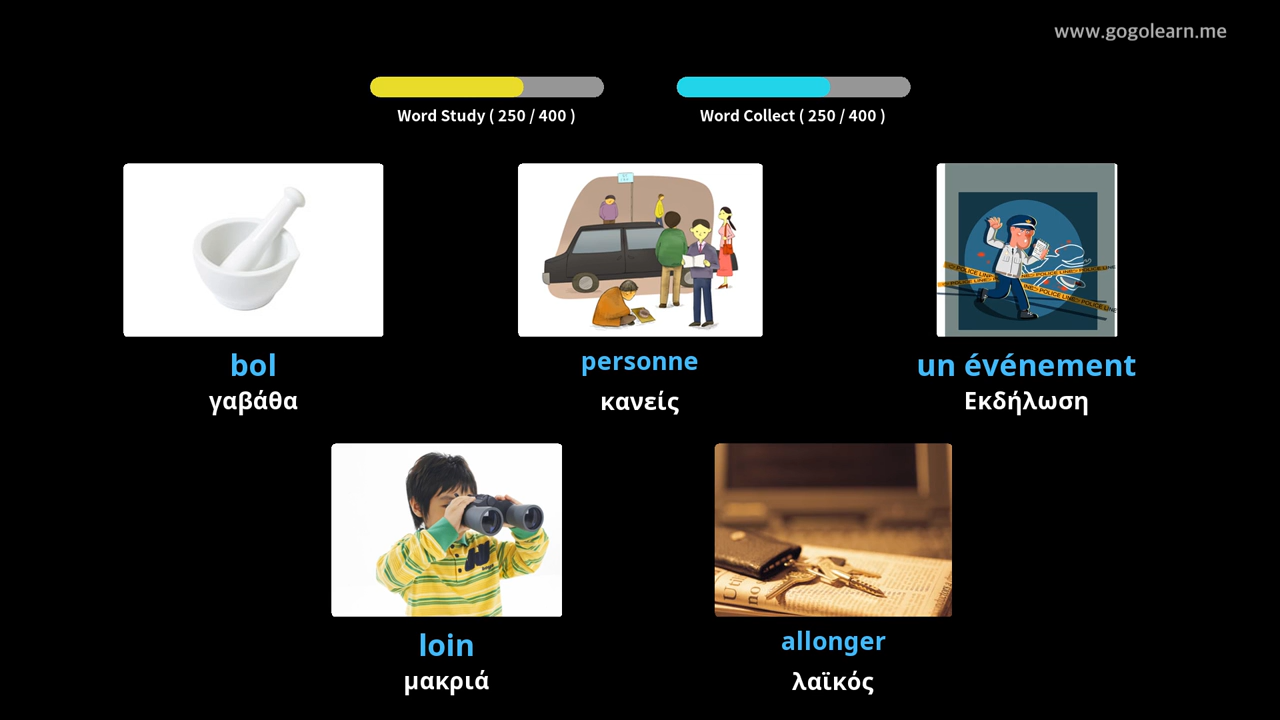 www.gogolearn.me
Word Study ( 250 / 400 )
Word Collect ( 250 / 400 )
bol
γαβάθα
personne
κανείς
un événement
Εκδήλωση
loin
μακριά
allonger
λαϊκός